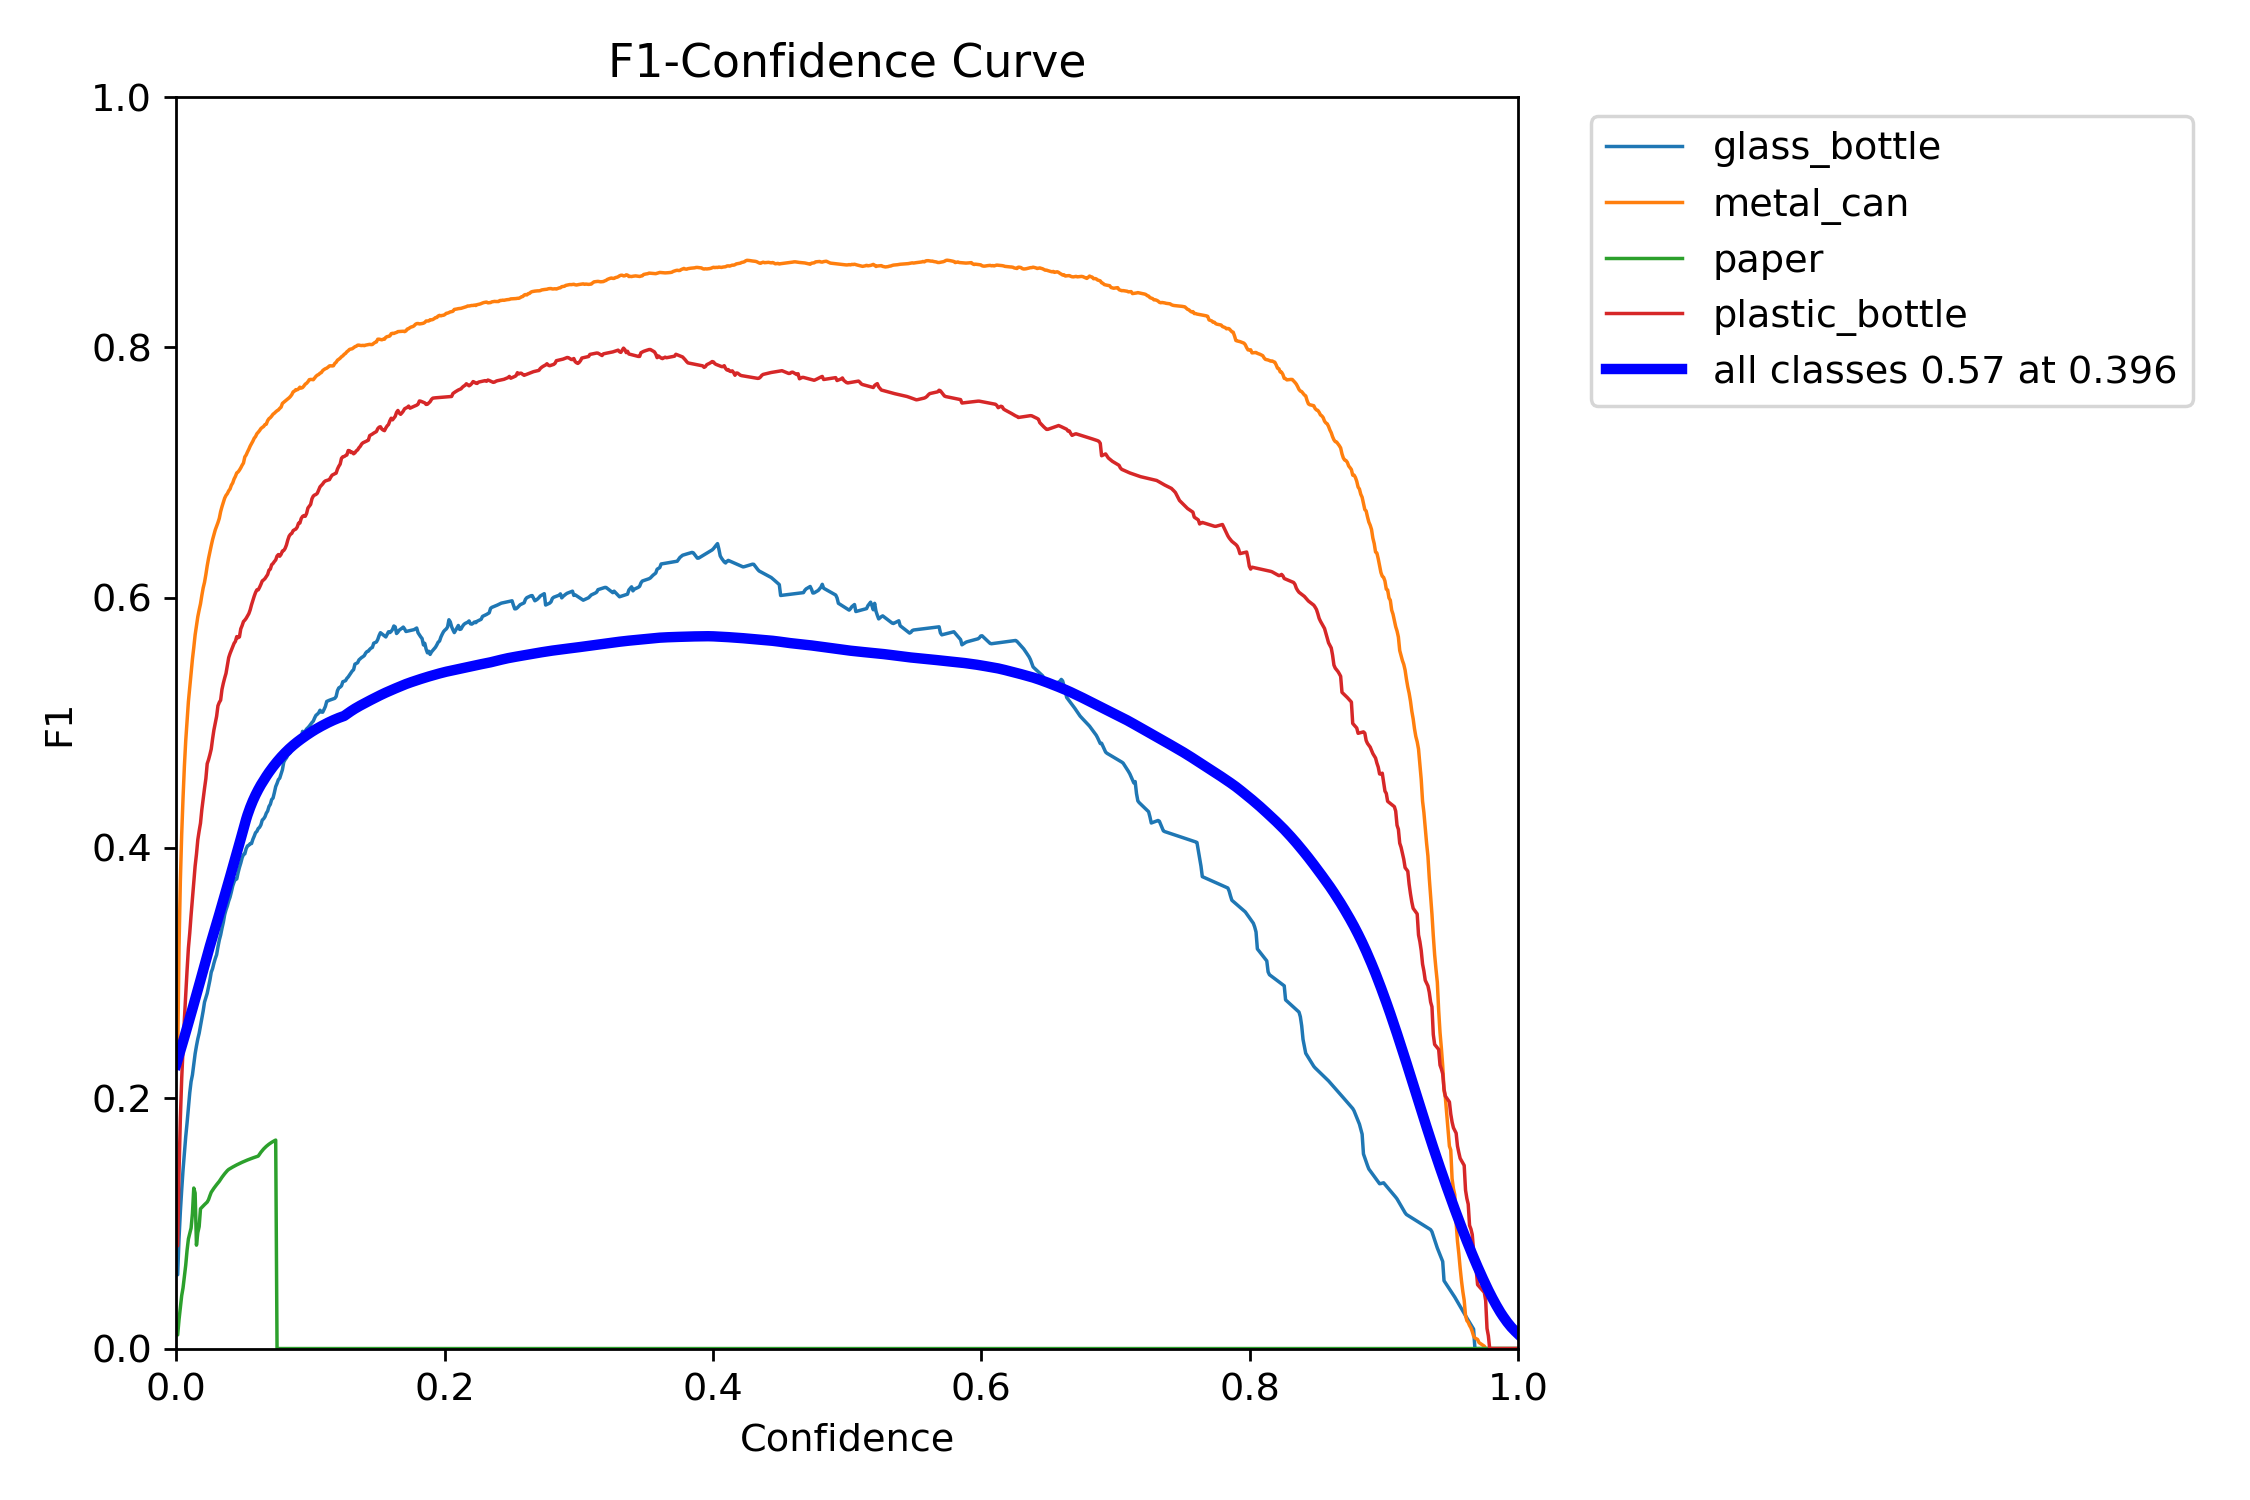 F1-Confidence Curve
1.0
0.8
0.6
0.4
0.2
0.0
F1
0.0 0.2 0.4 0.6 0.8 1.0
Confidence
glass_bottle
metal_can
paper
plastic_bottle
all classes 0.57 at 0.396